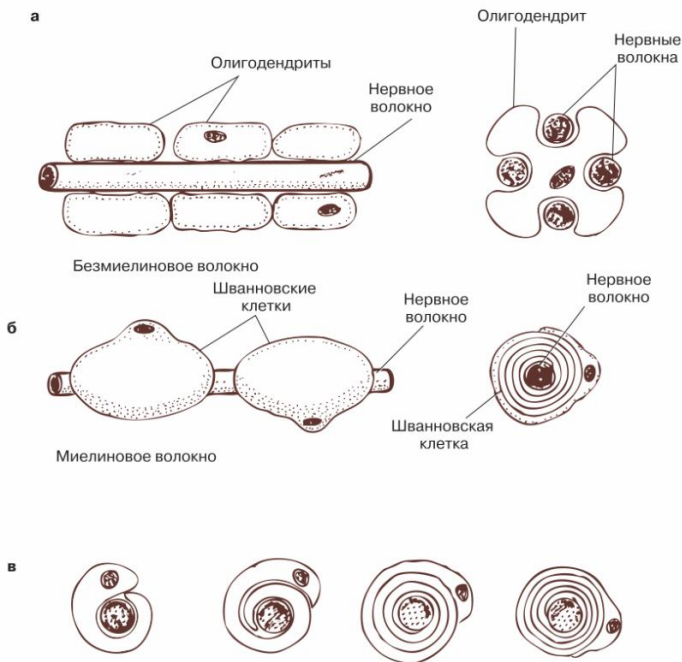 а
Олигодендриты
Нервное
волокно
Олигодендрит
Нервные
волокна
Безмиелиновое волокно
б
Шванновские
клетки
Нервное
волокно
Нервное
волокно
Шванновская
клетка
Миелиновое волокно
в